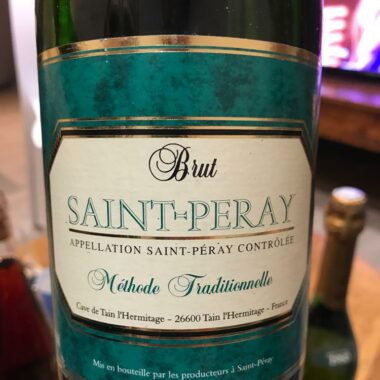 Brut
SAINT-PERAY
APPELLATION SAINT-PÉRAY CONTRÔLÉE
Méthode Traditionnelle
Cave de Tain l'Hermitage - 26600 Tain l'Hermitage - France
Mis en bouteille par les producteurs à Saint-Péray